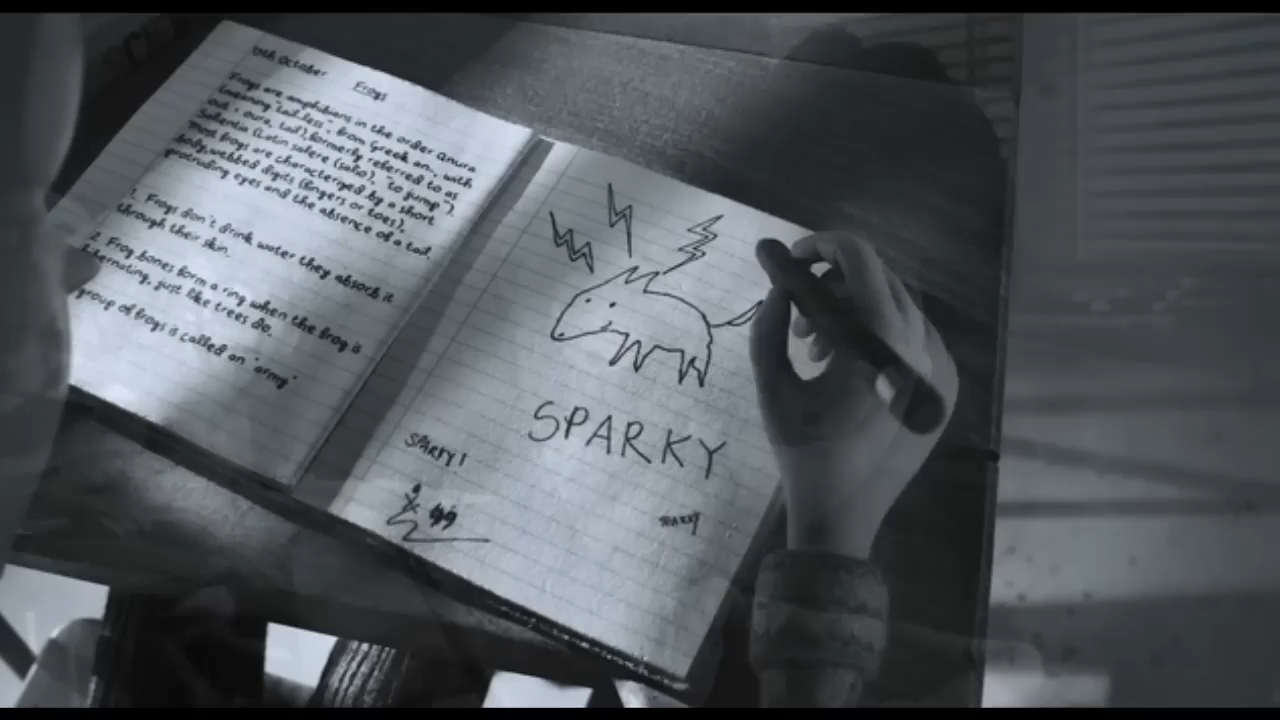 October
Frogs
Frogs are amphibians in the order Anura
(meaning "tail-less", from Greek an-, with
out + oura, tail), formerly referred to as
Salentia (Latin salere (salio), "to jump").
most frogs are characterized by a short
body, webbed digits (fingers or toes),
protruding eyes and the absence of a tail.
1. Frogs don't drink water they absorb it
through their skin.
2. Frog bones form a ring when the frog is
hibernating, just like trees do.
group of frogs is called an "army"
SPARKY
SPARKY!
SPARKY